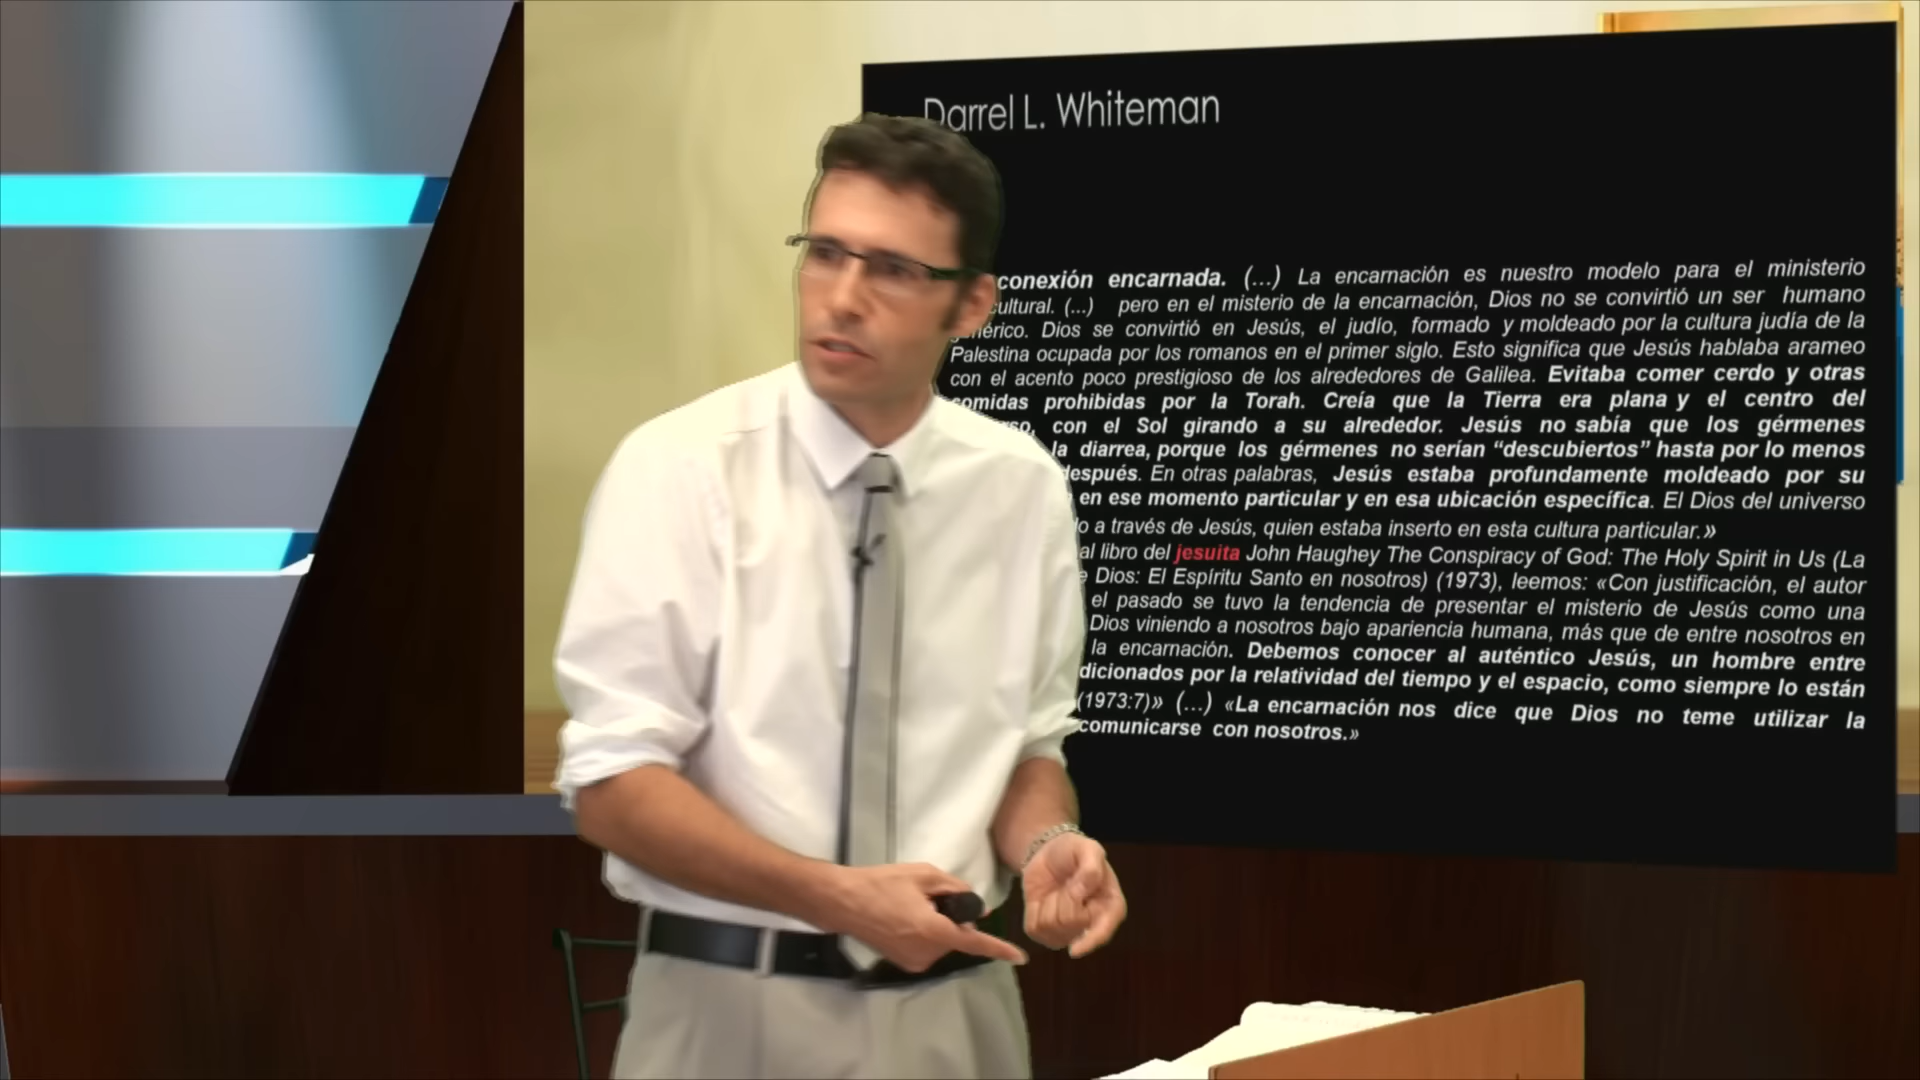 Darrel L. Whiteman
conexión encarnada. (...) La encarnación es nuestro modelo para el ministerio
cultural. (...) pero en el misterio de la encarnación, Dios no se convirtió un ser humano
Dios se convirtió en Jesús, el judío, formado y moldeado por la cultura judía de la
Palestina ocupada por los romanos en el primer siglo. Esto significa que Jesús hablaba arameo
con el acento poco prestigioso de los alrededores de Galilea. Evitaba comer cerdo y otras
comidas prohibidas por la Torah. Creía que la Tierra era plana y el centro del
con el Sol girando a su alrededor. Jesús no sabía que los gérmenes
la diarrea, porque los gérmenes no serían “descubiertos” hasta por lo menos
después. En otras palabras, Jesús estaba profundamente moldeado por su
en ese momento particular y en esa ubicación específica. El Dios del universo
a través de Jesús, quien estaba inserto en esta cultura particular.»
al libro del jesuita John Haughey The Conspiracy of God: The Holy Spirit in Us (La
Dios: El Espíritu Santo en nosotros) (1973), leemos: «Con justificación, el autor
el pasado se tuvo la tendencia de presentar el misterio de Jesús como una
Dios viniendo a nosotros bajo apariencia humana, más que de entre nosotros en
la encarnación. Debemos conocer al auténtico Jesús, un hombre entre
dicionados por la relatividad del tiempo y el espacio, como siempre lo están
(1973:7)» (...) «La encarnación nos dice que Dios no teme utilizar la
comunicarse con nosotros.»